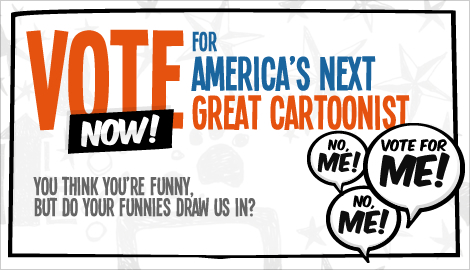 VOTE
NOW!
FOR
AMERICA'S NEXT
GREAT CARTOONIST
NO,
ME!
VOTE FOR
ME!
NO,
ME!
YOU THINK YOU'RE FUNNY,
BUT DO YOUR FUNNIES DRAW US IN?